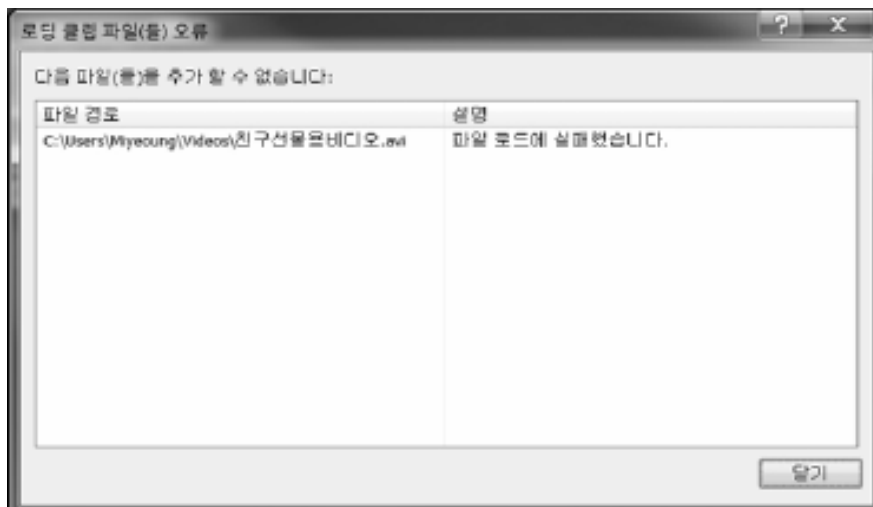 로딩 클립 파일(들) 오류
다음 파일(들)를 추가 할 수 없습니다:
파일 경로 설명
C:\Users\Miyeoung\Videos\친구선물용비디오.avi 파일 로드에 실패했습니다.
닫기